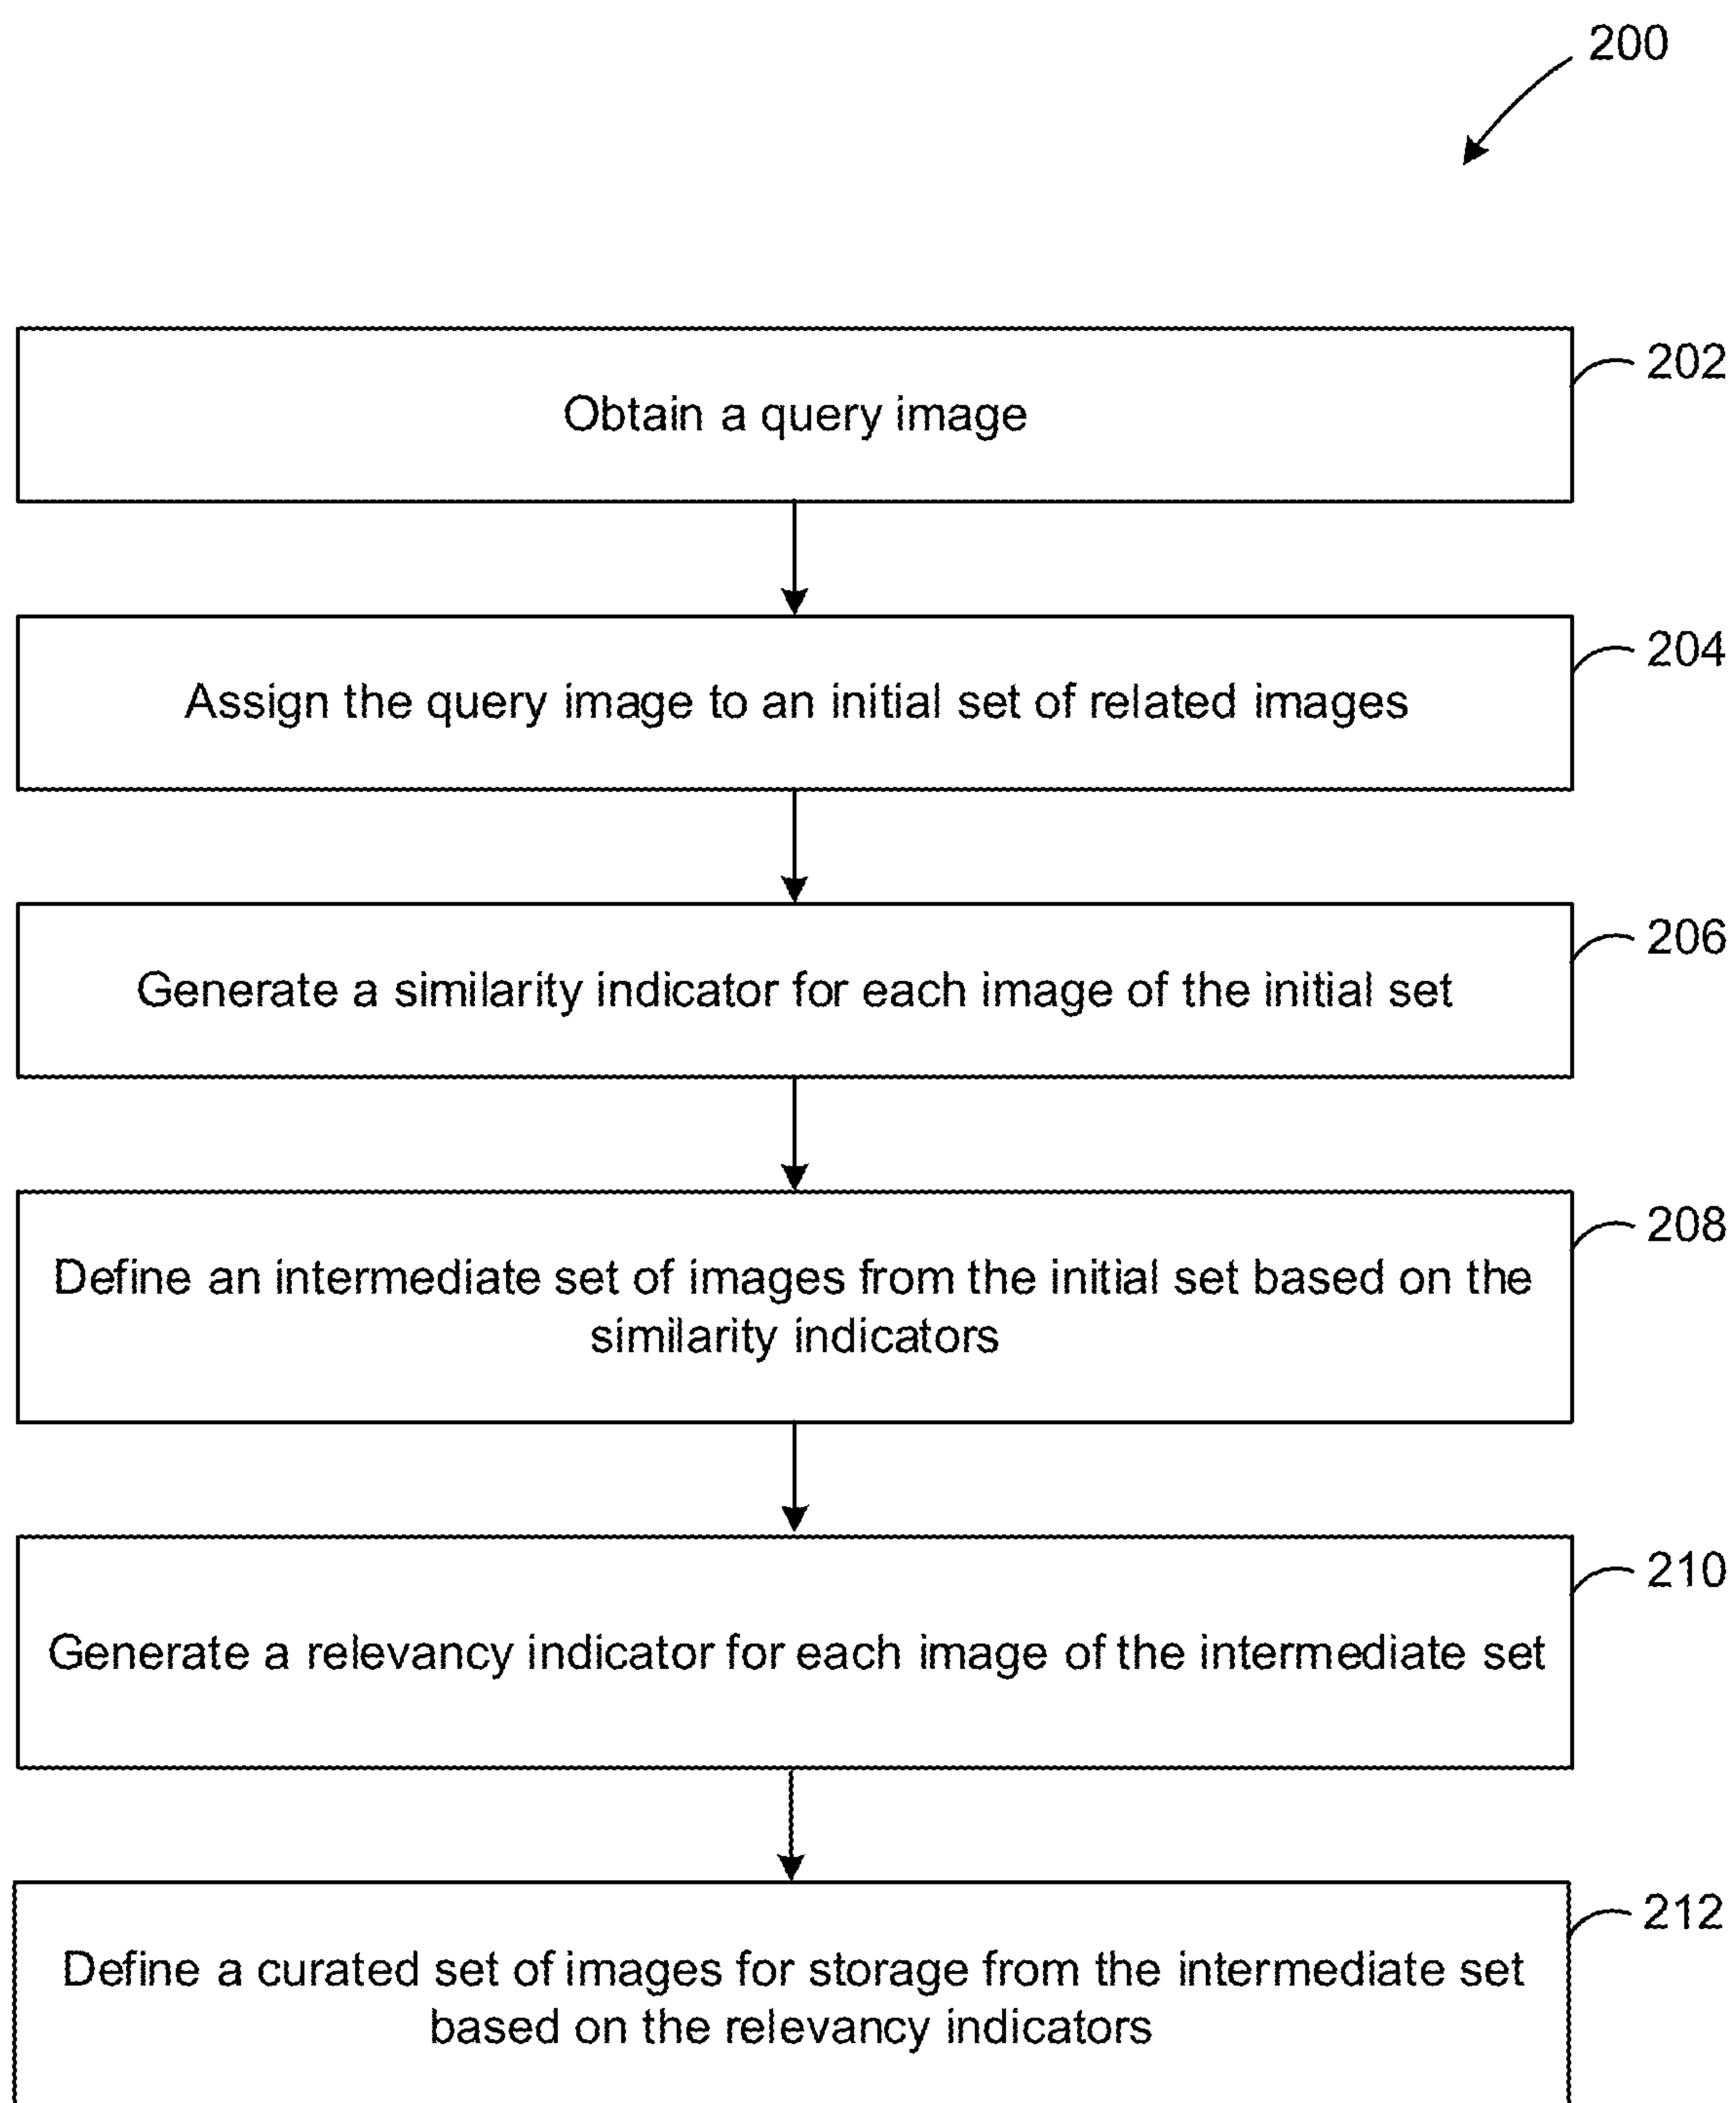 200
202
Obtain a query image
204
Assign the query image to an initial set of related images
206
Generate a similarity indicator for each image of the initial set
208
Define an intermediate set of images from the initial set based on the
similarity indicators
210
Generate a relevancy indicator for each image of the intermediate set
212
Define a curated set of images for storage from the intermediate set
based on the relevancy indicators